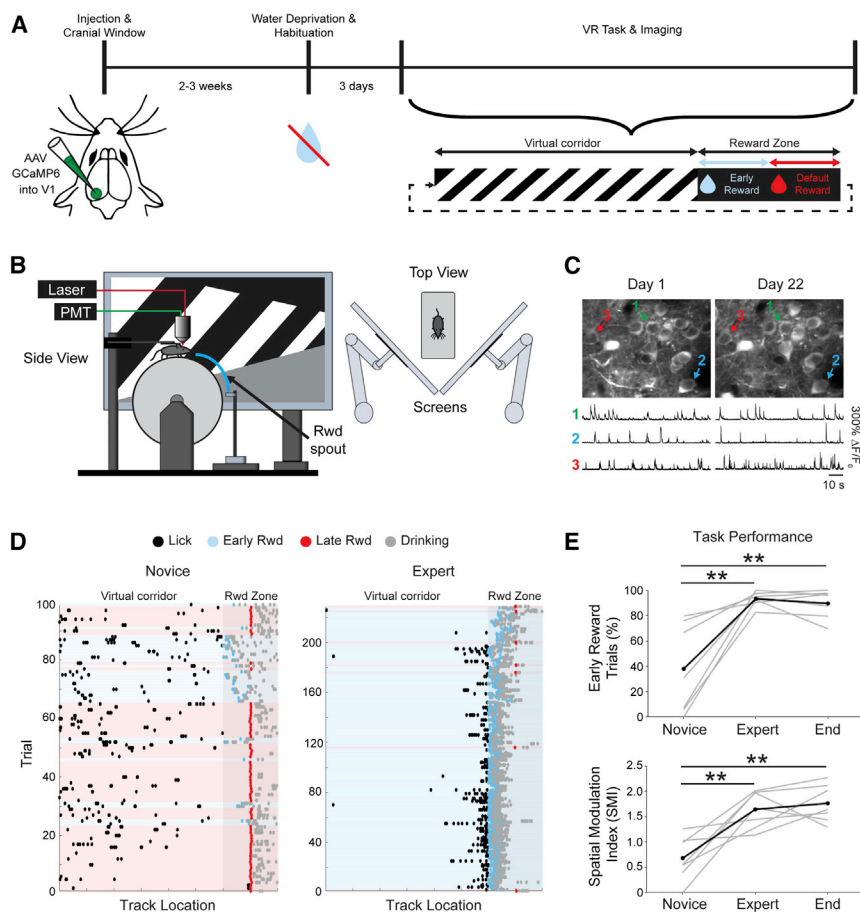 A
Injection &
Cranial Window
Water Deprivation &
Habituation
VR Task & Imaging
2-3 weeks
3 days
AAV
GCaMP6
into V1
Virtual corridor
Reward Zone
Early
Reward
Default
Reward
B
Laser
PMT
Side View
Rwd
spout
Top View
Screens
C
Day 1
Day 22
3
1
2
3
1
2
1
2
3
300% ΔF/F₀
10 s
D
Lick
Early Rwd
Late Rwd
Drinking
Novice
Expert
Virtual corridor
Rwd Zone
Virtual corridor
Rwd Zone
Trial
100
80
60
40
20
0
200
160
120
80
40
0
Track Location
Track Location
E
Task Performance
**
**
Early Reward
Trials (%)
100
80
60
40
20
0
Novice
Expert
End
**
**
Spatial Modulation
Index (SMI)
2.5
2.0
1.5
1.0
0.5
0
Novice
Expert
End